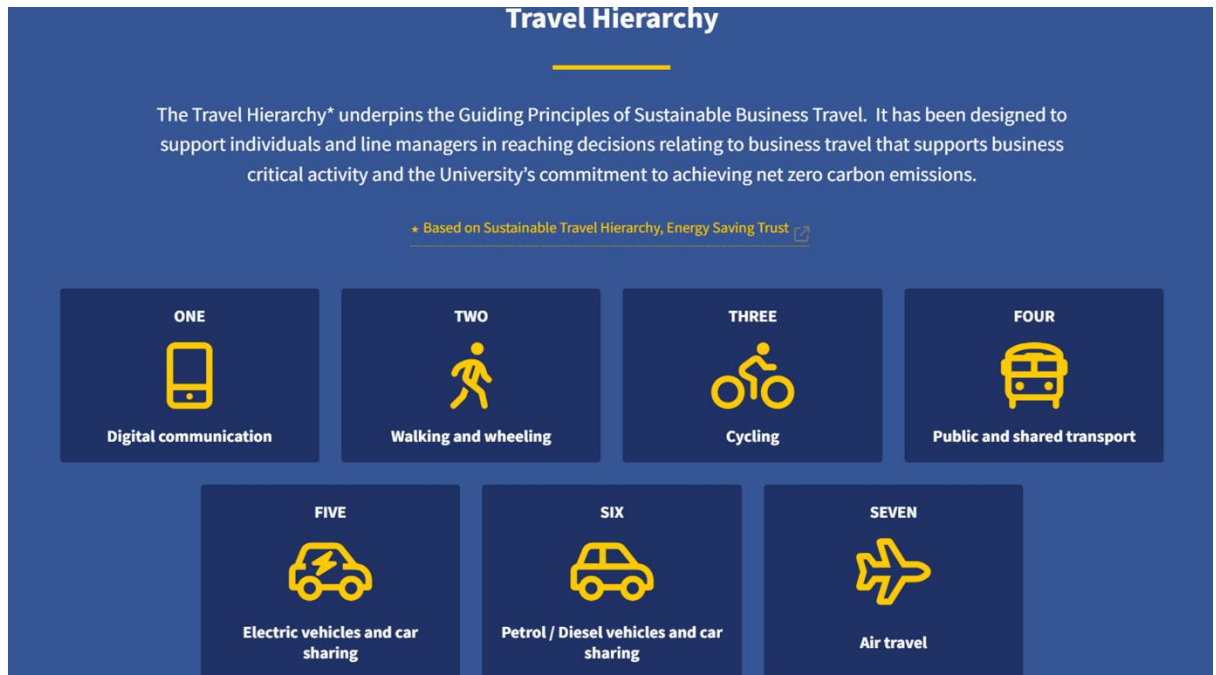 Travel Hierarchy
The Travel Hierarchy* underpins the Guiding Principles of Sustainable Business Travel. It has been designed to
support individuals and line managers in reaching decisions relating to business travel that supports business
critical activity and the University’s commitment to achieving net zero carbon emissions.
* Based on Sustainable Travel Hierarchy, Energy Saving Trust
ONE
Digital communication
TWO
Walking and wheeling
THREE
Cycling
FOUR
Public and shared transport
FIVE
Electric vehicles and car
sharing
SIX
Petrol / Diesel vehicles and car
sharing
SEVEN
Air travel